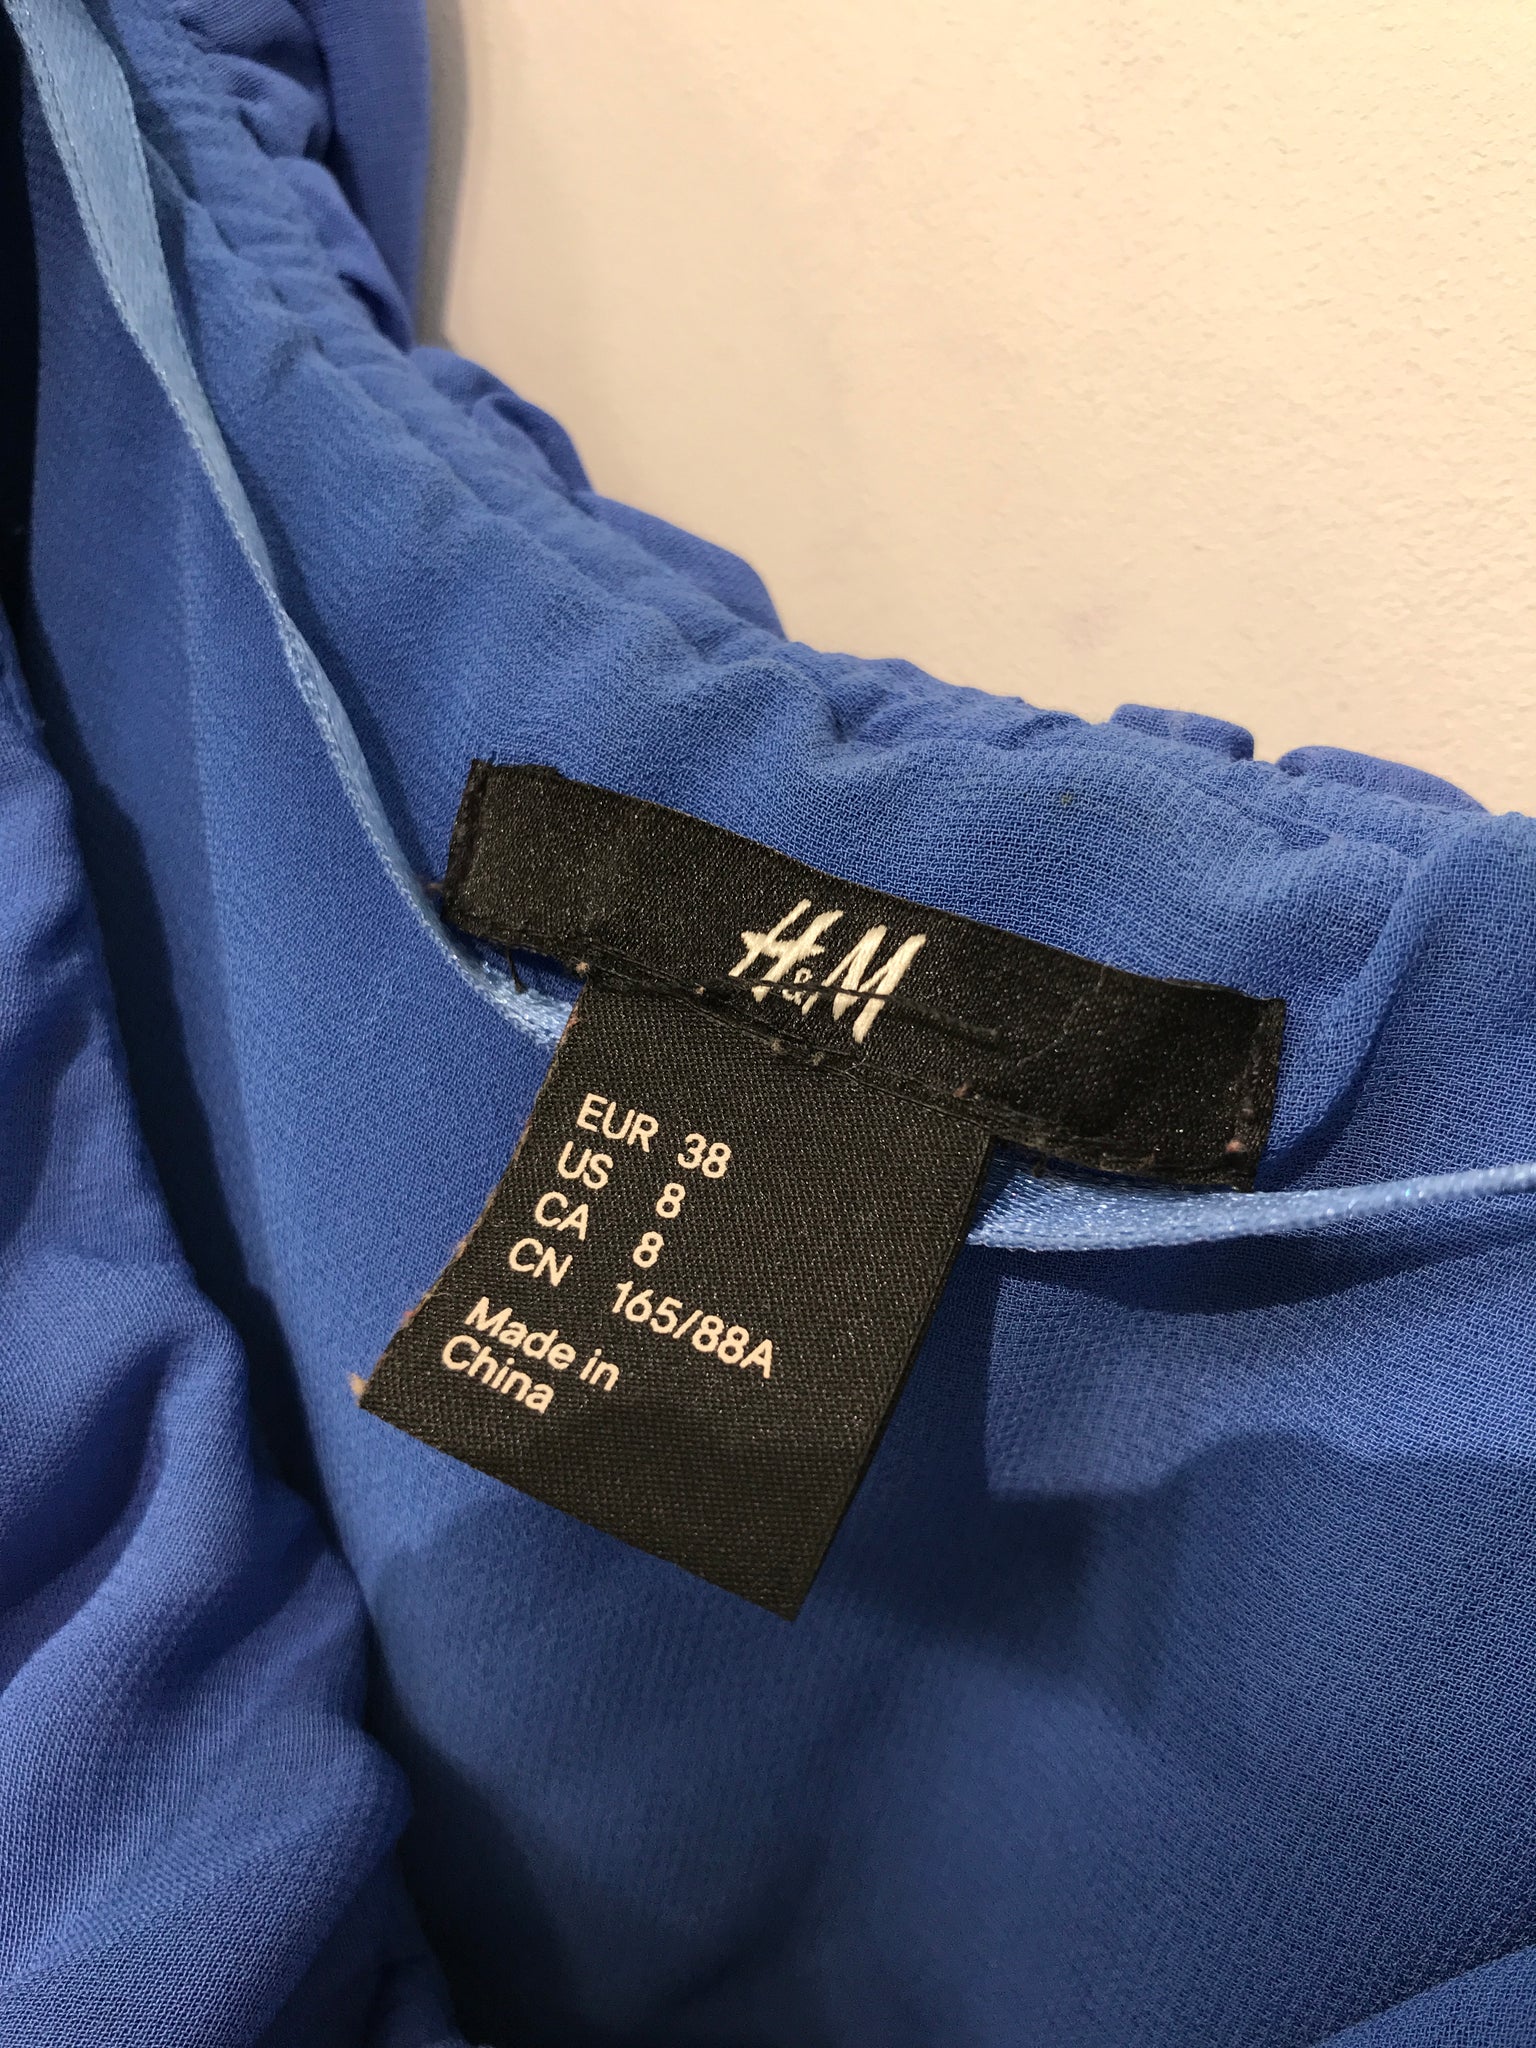 H&M
EUR 38
US 8
CA 8
CN 165/88A
Made in
China